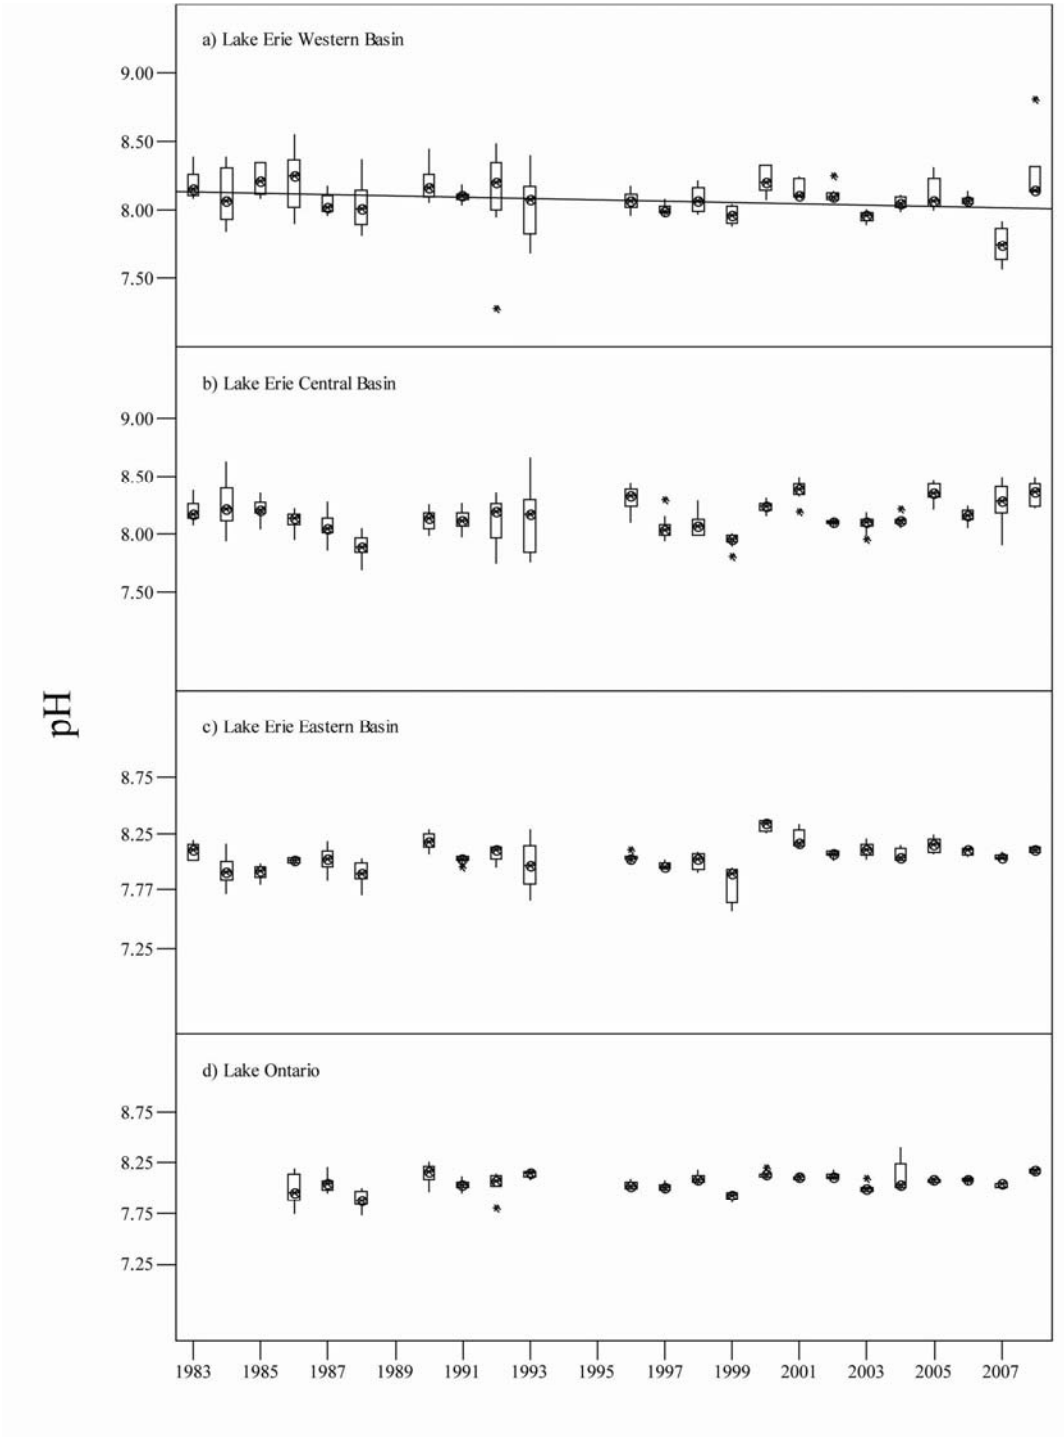 a) Lake Erie Western Basin
9.00
8.50
8.00
7.50
b) Lake Erie Central Basin
9.00
8.50
8.00
7.50
pH
c) Lake Erie Eastern Basin
8.75
8.25
7.77
7.25
d) Lake Ontario
8.75
8.25
7.75
7.25
1983 1985 1987 1989 1991 1993 1995 1997 1999 2001 2003 2005 2007